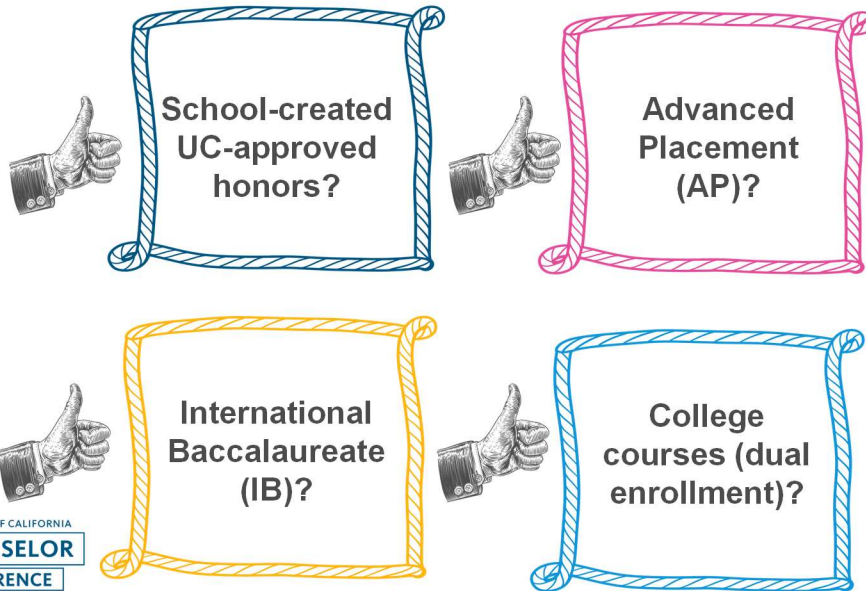 School-created
UC-approved
honors?
Advanced
Placement
(AP)?
International
Baccalaureate
(IB)?
College
courses (dual
enrollment)?
F CALIFORNIA
SELOR
RENCE